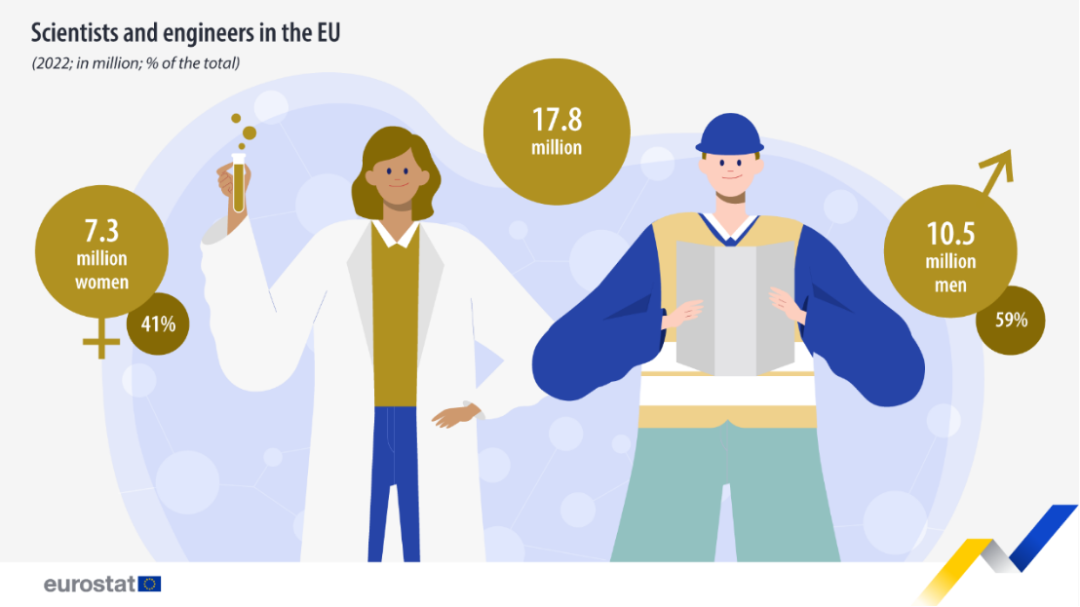 Scientists and engineers in the EU
(2022; in million; % of the total)
17.8
million
7.3
million
women
41%
10.5
million
men
59%
eurostat